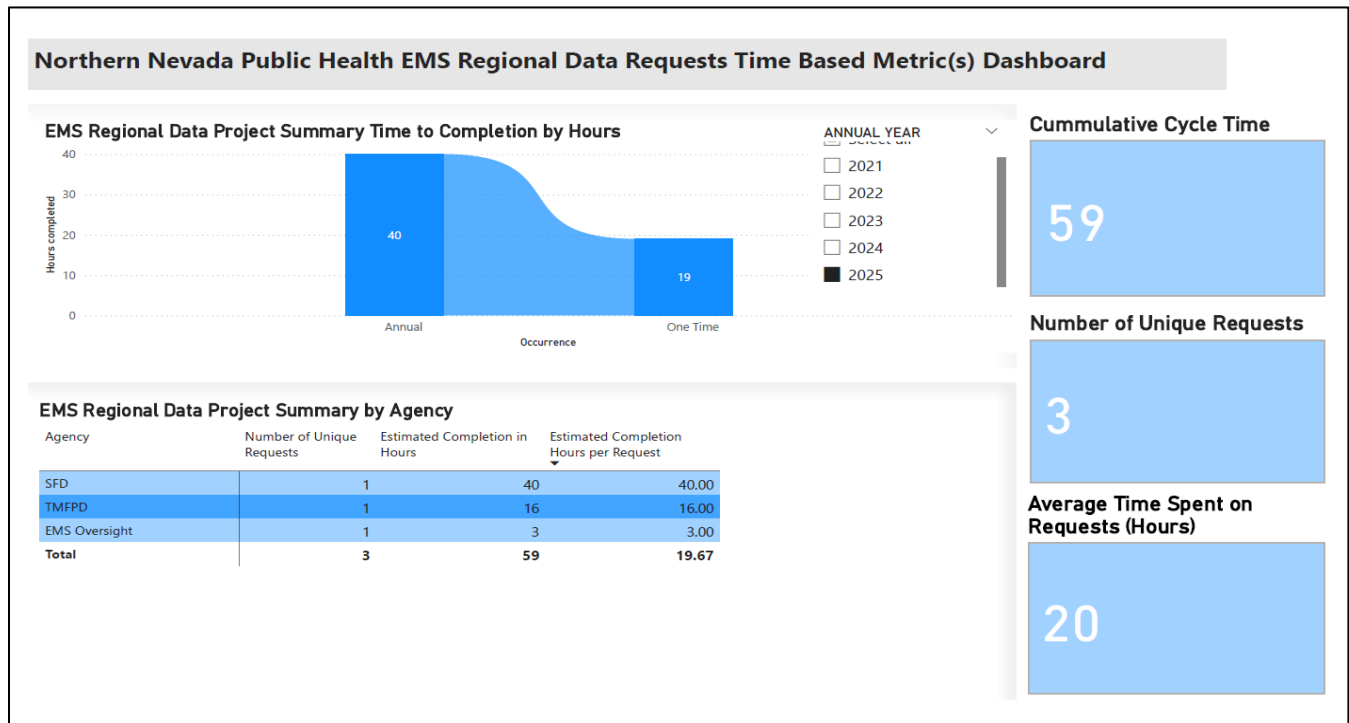 Northern Nevada Public Health EMS Regional Data Requests Time Based Metric(s) Dashboard
EMS Regional Data Project Summary Time to Completion by Hours
Hours completed
40
30
20
10
0
40
19
Annual
One Time
Occurrence
ANNUAL YEAR
Select all
2021
2022
2023
2024
2025
Cummulative Cycle Time
59
Number of Unique Requests
3
Average Time Spent on
Requests (Hours)
20
EMS Regional Data Project Summary by Agency
Agency Number of Unique Estimated Completion in Estimated Completion
Requests Hours Hours per Request
SFD 1 40 40.00
TMFPD 1 16 16.00
EMS Oversight 1 3 3.00
Total 3 59 19.67